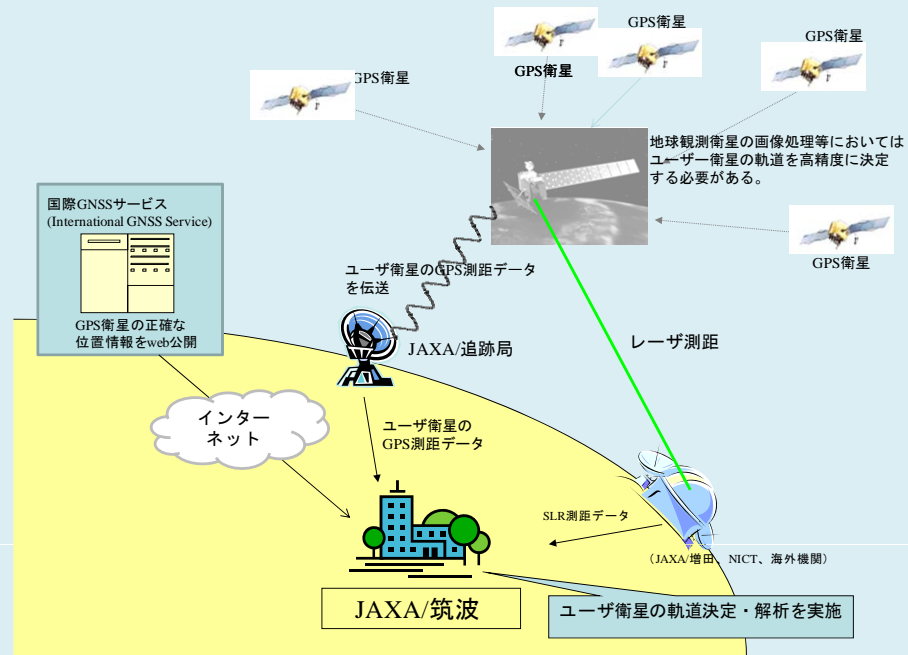 GPS衛星
GPS衛星
GPS衛星
GPS衛星
GPS衛星
地球観測衛星の画像処理等においては
ユーザー衛星の軌道を高精度に決定
する必要がある。
国際GNSSサービス
(International GNSS Service)
GPS衛星の正確な
位置情報をweb公開
ユーザ衛星のGPS測距データ
を伝送
JAXA/追跡局
レーザ測距
インター
ネット
ユーザ衛星の
GPS測距データ
SLR測距データ
(JAXA/増田、NICT、海外機関)
JAXA/筑波
ユーザ衛星の軌道決定・解析を実施